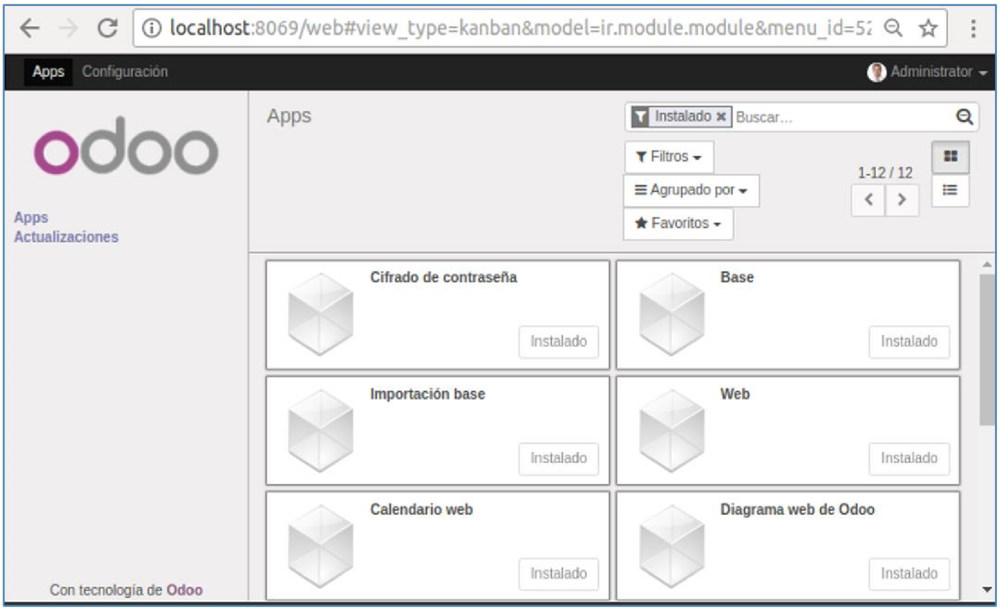 localhost:8069/web#view_type=kanban&model=ir.module.module&menu_id=52
Apps Configuración Administrator
odoo
Apps
Instalado Buscar...
Filtros
Agrupado por
Favoritos
1-12 / 12
Apps
Actualizaciones
Cifrado de contraseña
Instalado
Base
Instalado
Importación base
Instalado
Web
Instalado
Calendario web
Instalado
Diagrama web de Odoo
Instalado
Con tecnología de Odoo